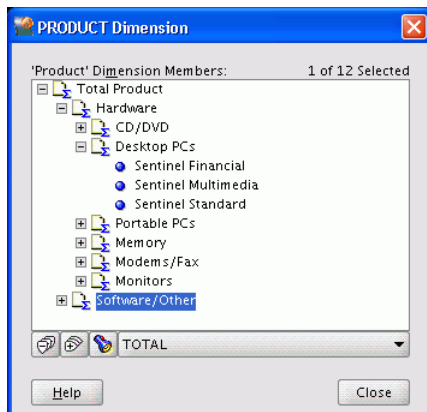 PRODUCT Dimension
'Product' Dimension Members: 1 of 12 Selected
Total Product
Hardware
CD/DVD
Desktop PCs
Sentinel Financial
Sentinel Multimedia
Sentinel Standard
Portable PCs
Memory
Modems/Fax
Monitors
Software/Other
TOTAL
Help Close